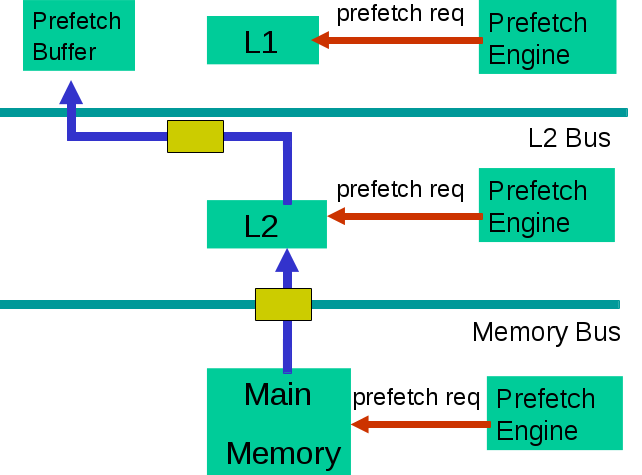 Prefetch
Buffer
L1
prefetch req
Prefetch
Engine
L2 Bus
L2
prefetch req
Prefetch
Engine
Memory Bus
Main
Memory
prefetch req
Prefetch
Engine